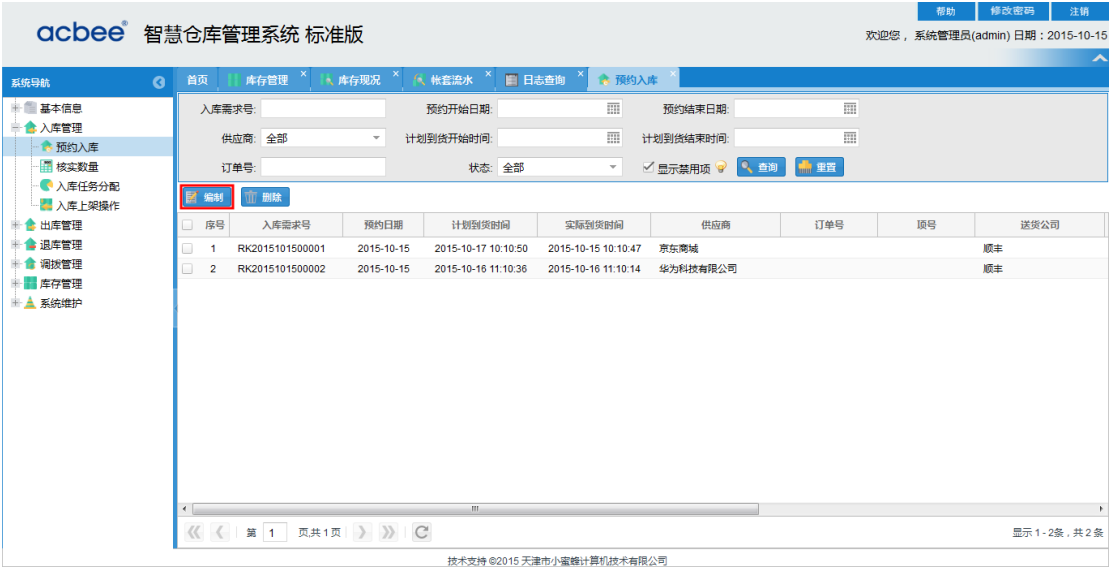 帮助 修改密码 注销
acbee® 智慧仓库管理系统 标准版
欢迎您，系统管理员(admin) 日期：2015-10-15
系统导航
首页 库存管理 × 库存现况 × 帐套流水 × 日志查询 × 预约入库 ×
基本信息
入库管理
预约入库
核实数量
入库任务分配
入库上架操作
出库管理
退库管理
调拨管理
库存管理
系统维护
入库需求号: 预约开始日期: 预约结束日期:
供应商: 全部 计划到货开始时间: 计划到货结束时间:
订单号: 状态: 全部 显示禁用项 查询 重置
编制 删除
序号 入库需求号 预约日期 计划到货时间 实际到货时间 供应商 订单号 项号 送货公司
1 RK2015101500001 2015-10-15 2015-10-17 10:10:50 2015-10-15 10:10:47 京东商城 顺丰
2 RK2015101500002 2015-10-15 2015-10-16 11:10:36 2015-10-16 11:10:14 华为科技有限公司 顺丰
第 1 页,共 1 页
显示 1 - 2条，共 2 条
技术支持 ©2015 天津市小蜜蜂计算机技术有限公司